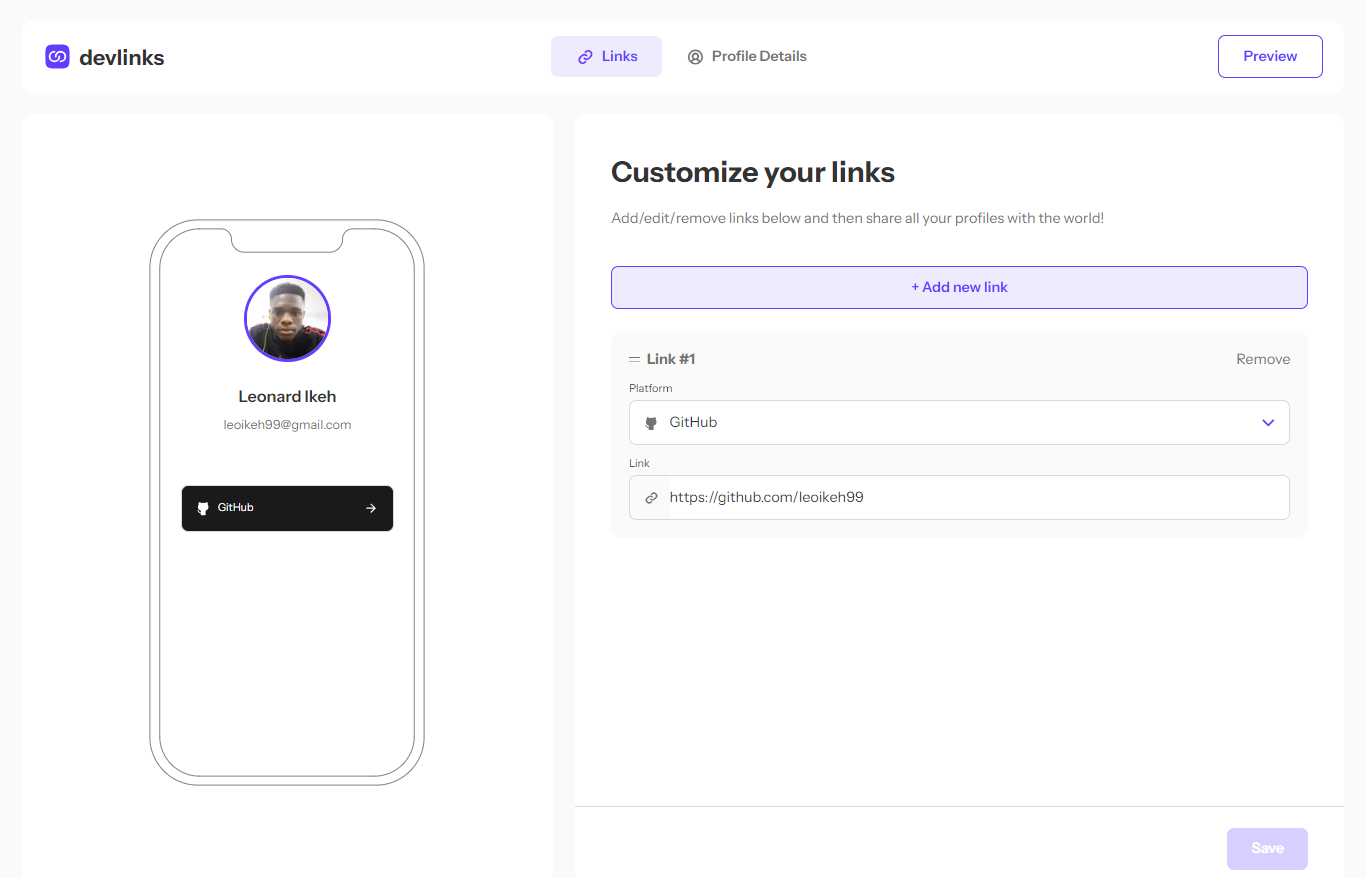 devlinks
Links
Profile Details
Preview
Leonard Ikeh
leoikeh99@gmail.com
GitHub
Customize your links
Add/edit/remove links below and then share all your profiles with the world!
+ Add new link
Link #1
Remove
Platform
GitHub
Link
https://github.com/leoikeh99
Save